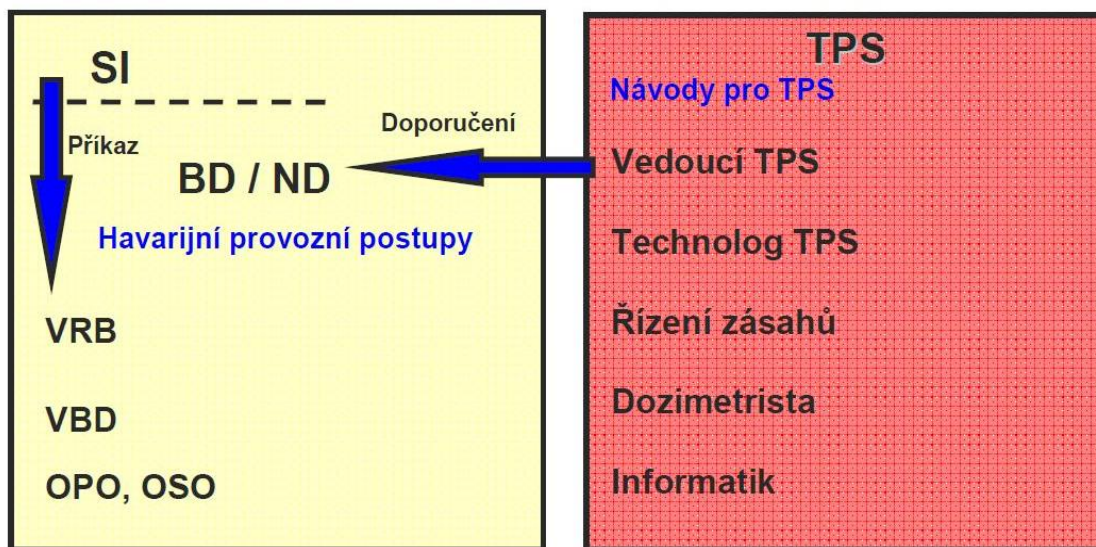 SI
Příkaz
Doporučení
BD / ND
Havarijní provozní postupy
VRB
VBD
OPO, OSO
TPS
Návody pro TPS
Vedoucí TPS
Technolog TPS
Řízení zásahů
Dozimetrista
Informatik